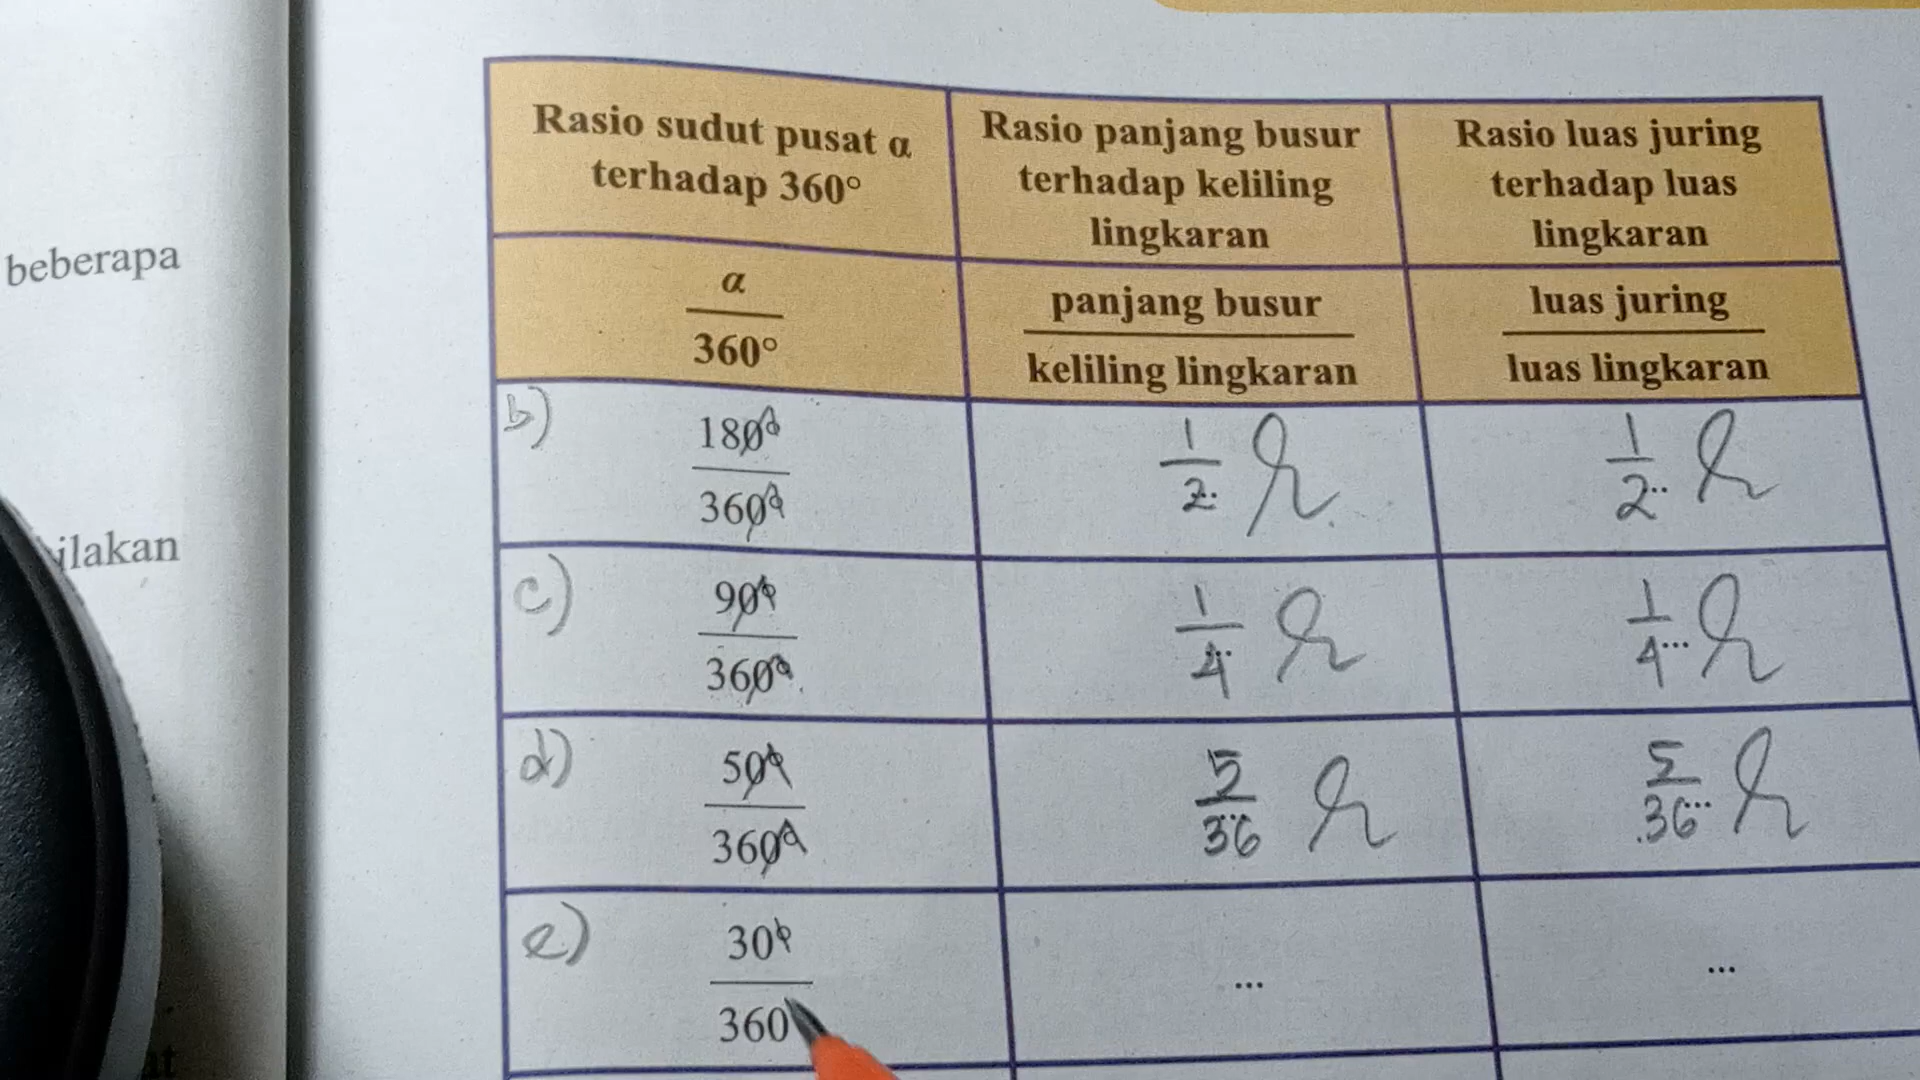 beberapa
ilakan
Rasio sudut pusat α
terhadap 360°
Rasio panjang busur
terhadap keliling
lingkaran
Rasio luas juring
terhadap luas
lingkaran
α
360°
panjang busur
keliling lingkaran
luas juring
luas lingkaran
b)
180°
360°
1
2
1
2
c)
90°
360°
1
4
1
4
d)
50°
360°
5
36
5
36
e)
30°
360
...
...